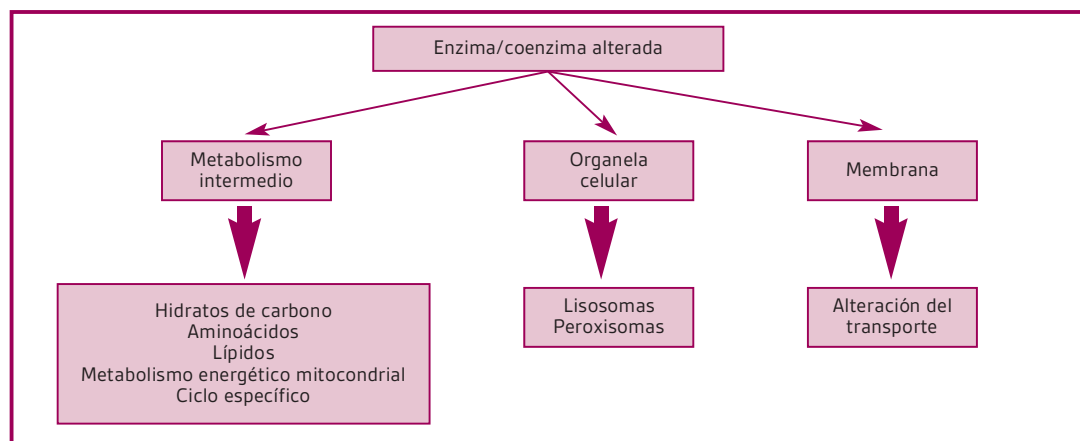 Enzima/coenzima alterada
Metabolismo
intermedio
Organela
celular
Membrana
Hidratos de carbono
Aminoácidos
Lípidos
Metabolismo energético mitocondrial
Ciclo específico
Lisosomas
Peroxisomas
Alteración del
transporte